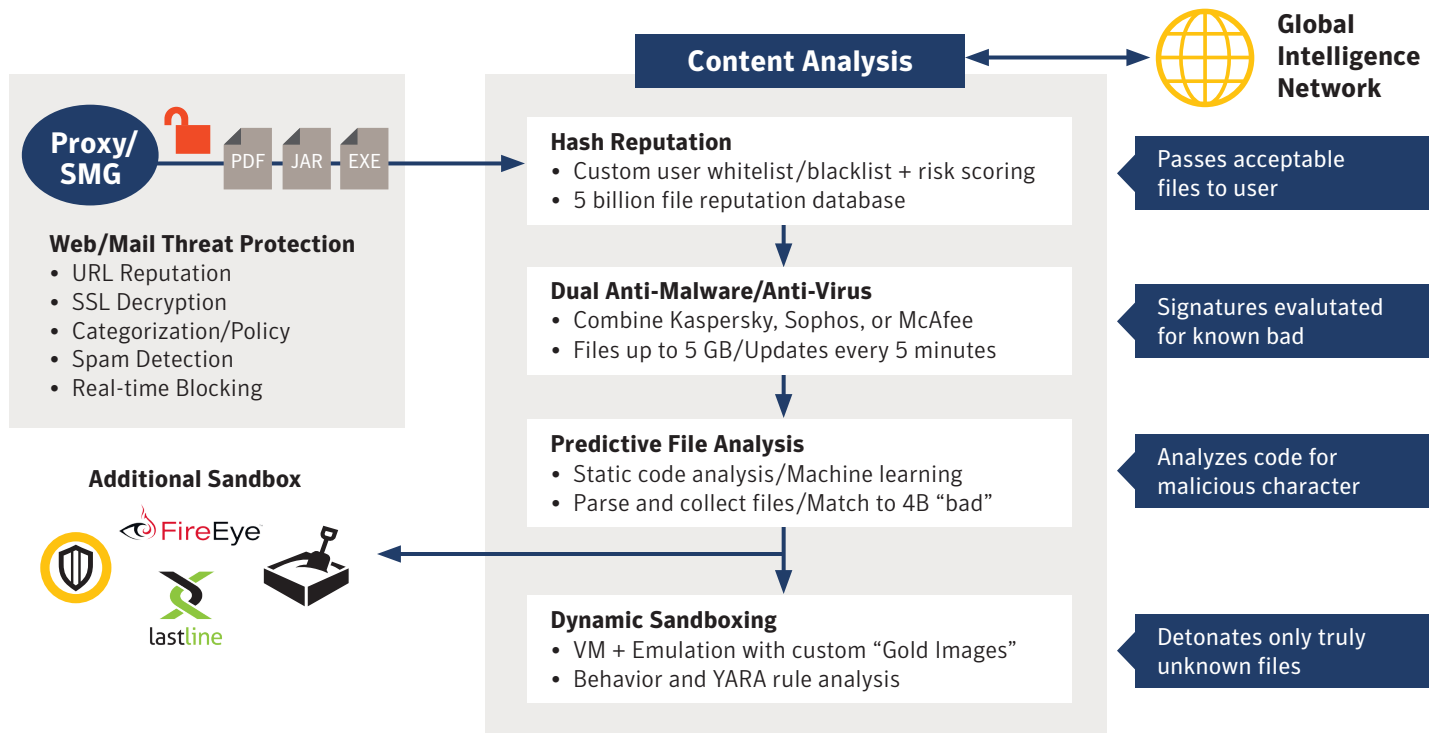 Content Analysis
Global
Intelligence
Network
Proxy/
SMG
PDF
JAR
EXE
Web/Mail Threat Protection
• URL Reputation
• SSL Decryption
• Categorization/Policy
• Spam Detection
• Real-time Blocking
Hash Reputation
• Custom user whitelist/blacklist + risk scoring
• 5 billion file reputation database
Passes acceptable
files to user
Dual Anti-Malware/Anti-Virus
• Combine Kaspersky, Sophos, or McAfee
• Files up to 5 GB/Updates every 5 minutes
Signatures evalutated
for known bad
Predictive File Analysis
• Static code analysis/Machine learning
• Parse and collect files/Match to 4B “bad”
Analyzes code for
malicious character
Additional Sandbox
FireEye
lastline
Dynamic Sandboxing
• VM + Emulation with custom “Gold Images”
• Behavior and YARA rule analysis
Detonates only truly
unknown files